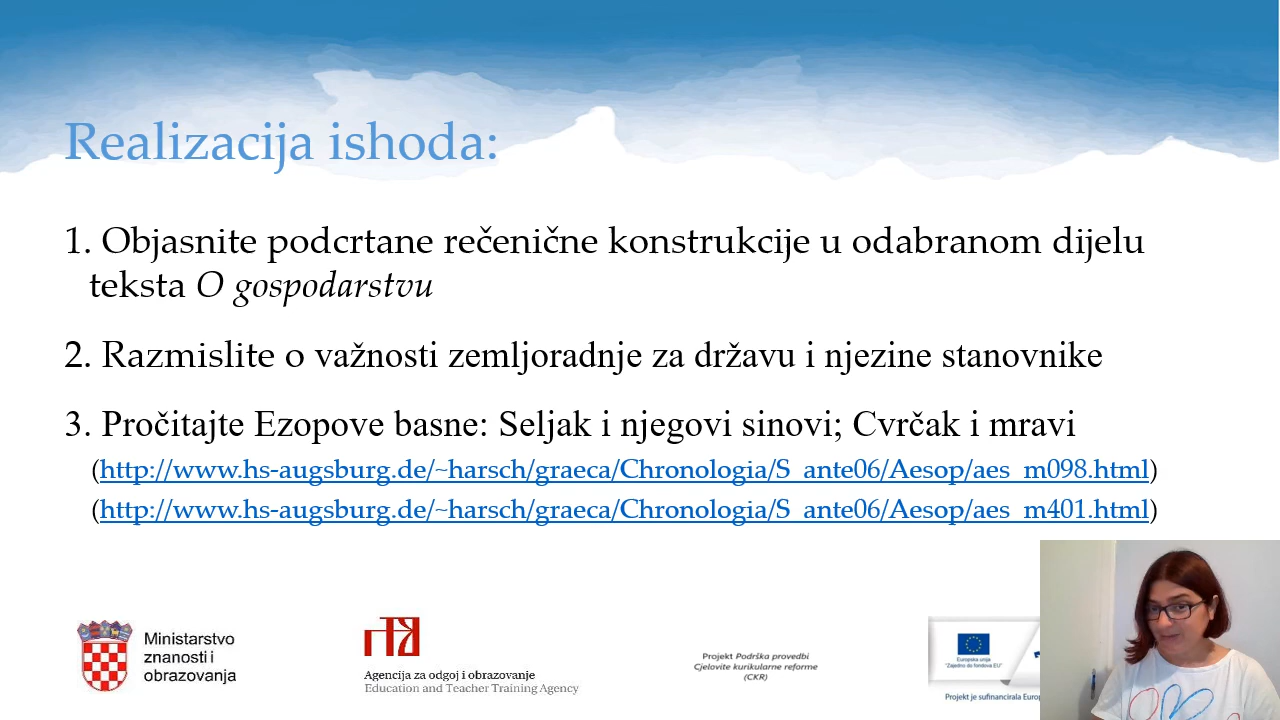 Realizacija ishoda:
1. Objasnite podcrtane rečenične konstrukcije u odabranom dijelu
teksta O gospodarstvu
2. Razmislite o važnosti zemljoradnje za državu i njezine stanovnike
3. Pročitajte Ezopove basne: Seljak i njegovi sinovi; Cvrčak i mravi
(http://www.hs-augsburg.de/~harsch/graeca/Chronologia/S_ante06/Aesop/aes_m098.html)
(http://www.hs-augsburg.de/~harsch/graeca/Chronologia/S_ante06/Aesop/aes_m401.html)
Ministarstvo
znanosti i
obrazovanja
Agencija za odgoj i obrazovanje
Education and Teacher Training Agency
Projekt Podrška provedbi
Cjelovite kurikularne reforme
(CKR)
Europska unija
"Zajedno do fondova EU"
Projekt je sufinancirala